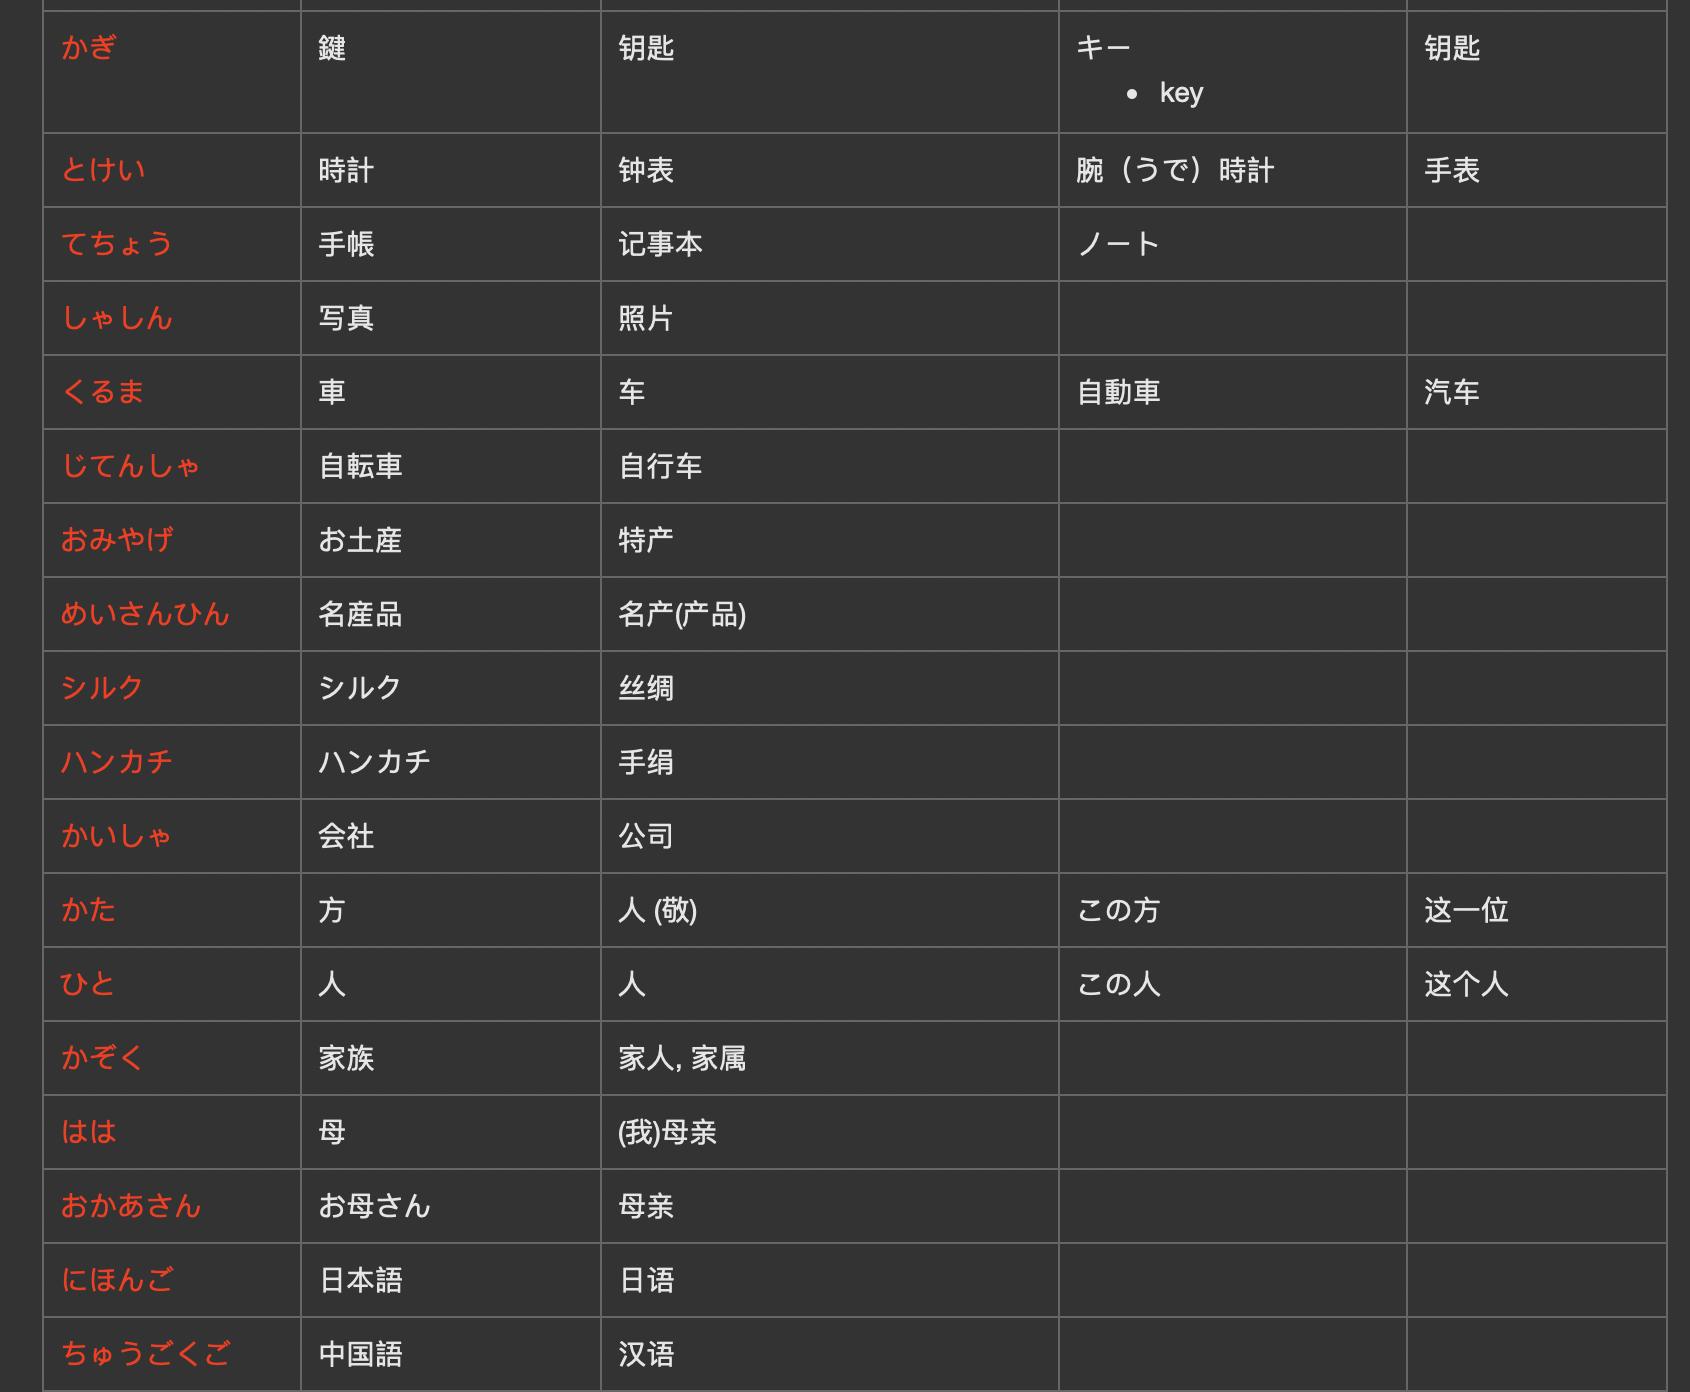 かぎ 鍵 钥匙 キー 钥匙
• key
とけい 時計 钟表 腕（うで）時計 手表
てちょう 手帳 记事本 ノート
しゃしん 写真 照片
くるま 車 车 自動車 汽车
じてんしゃ 自転車 自行车
おみやげ お土産 特产
めいさんひん 名産品 名产(产品)
シルク シルク 丝绸
ハンカチ ハンカチ 手绢
かいしゃ 会社 公司
かた 方 人 (敬) この方 这一位
ひと 人 人 この人 这个人
かぞく 家族 家人, 家属
はは 母 (我)母亲
おかあさん お母さん 母亲
にほんご 日本語 日语
ちゅうごくご 中国語 汉语